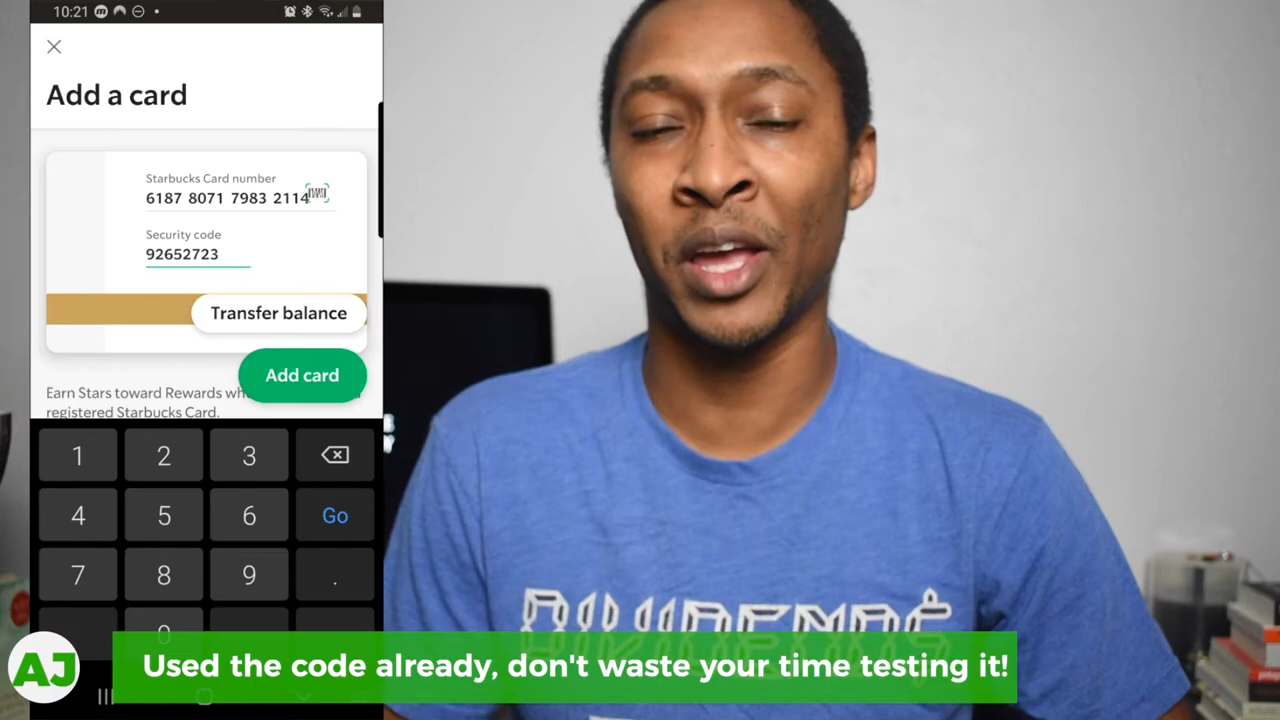 10:21
Add a card
Starbucks Card number
6187 8071 7983 2114
Security code
92652723
Transfer balance
Add card
Earn Stars toward Rewards
registered Starbucks Card.
1 2 3
4 5 6 Go
7 8 9 .
0
DIVIDENDS
AJ
Used the code already, don't waste your time testing it!